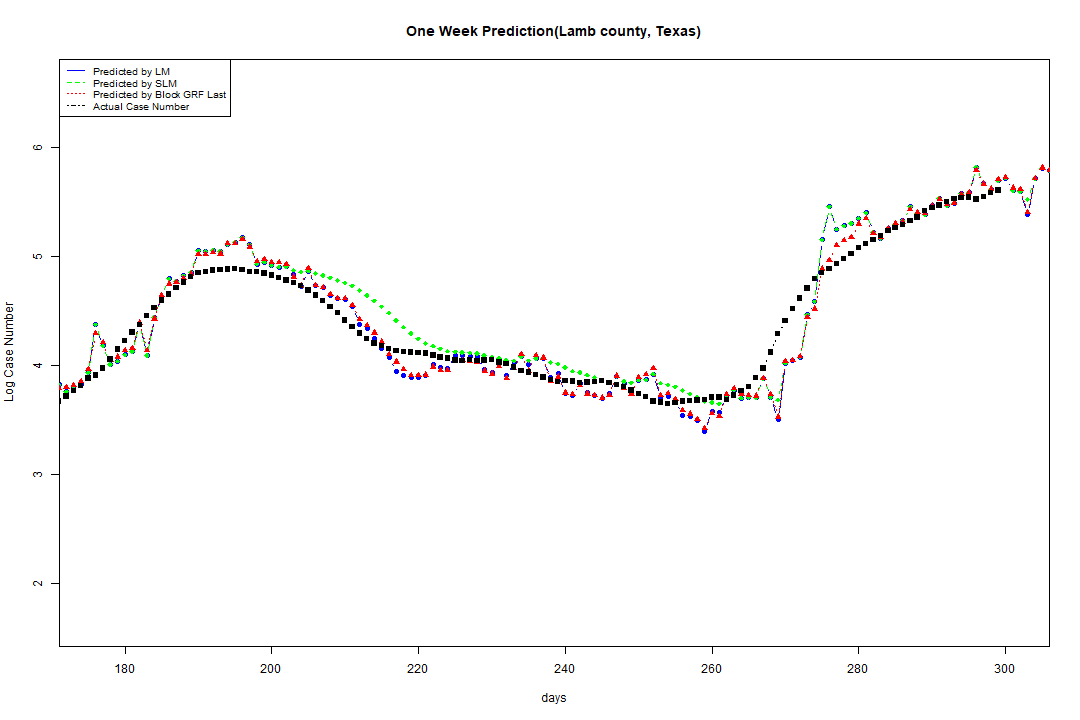 One Week Prediction(Lamb county, Texas)
Predicted by LM
Predicted by SLM
Predicted by Block GRF Last
Actual Case Number
6
5
4
3
2
Log Case Number
180 200 220 240 260 280 300
days